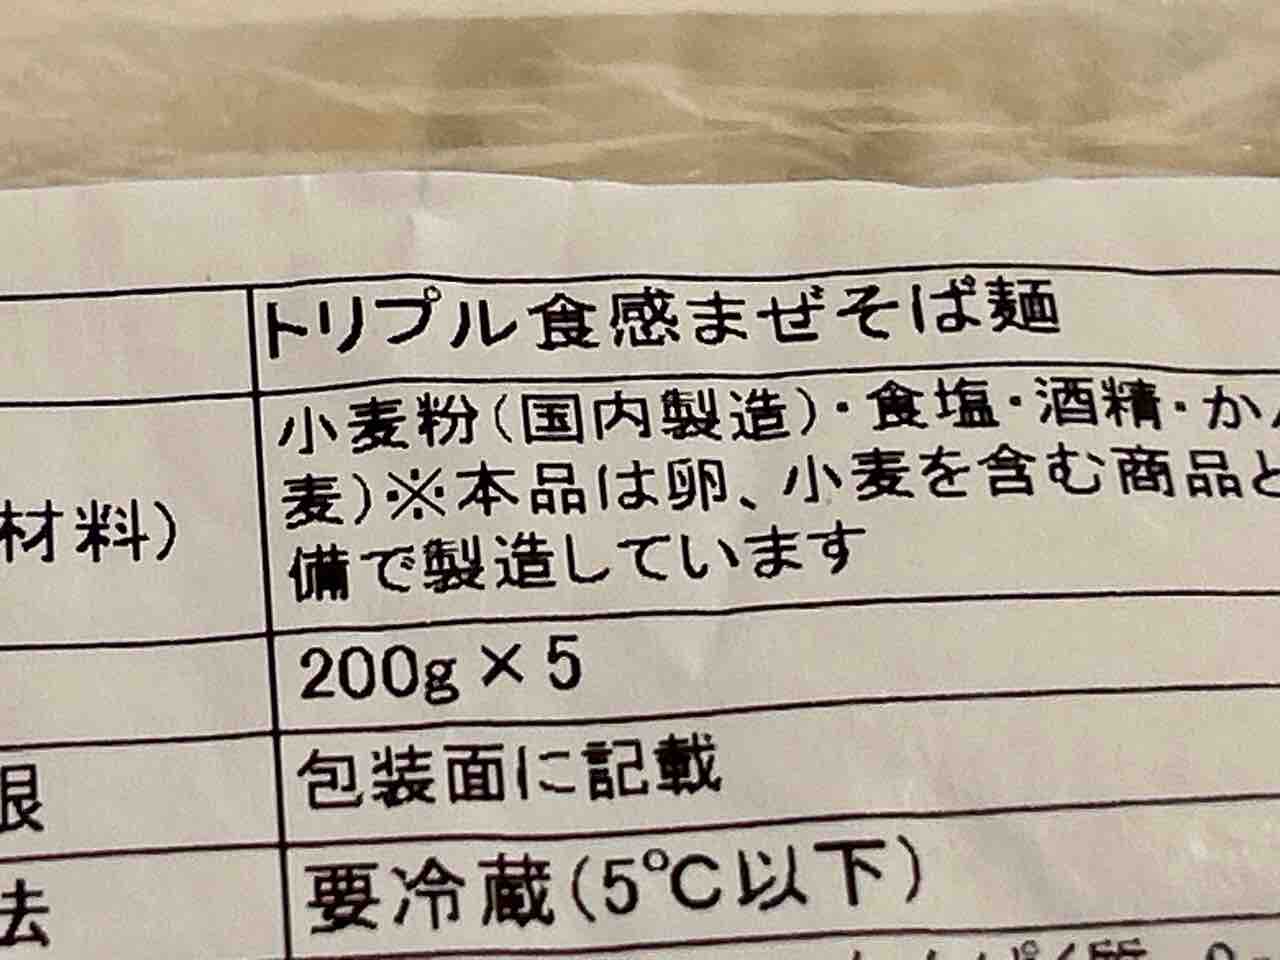 トリプル食感まぜそば麺
小麦粉(国内製造)・食塩・酒精・か
麦)※本品は卵、小麦を含む商品と
材料)
備で製造しています
200g×5
限 包装面に記載
法 要冷蔵(5℃以下)